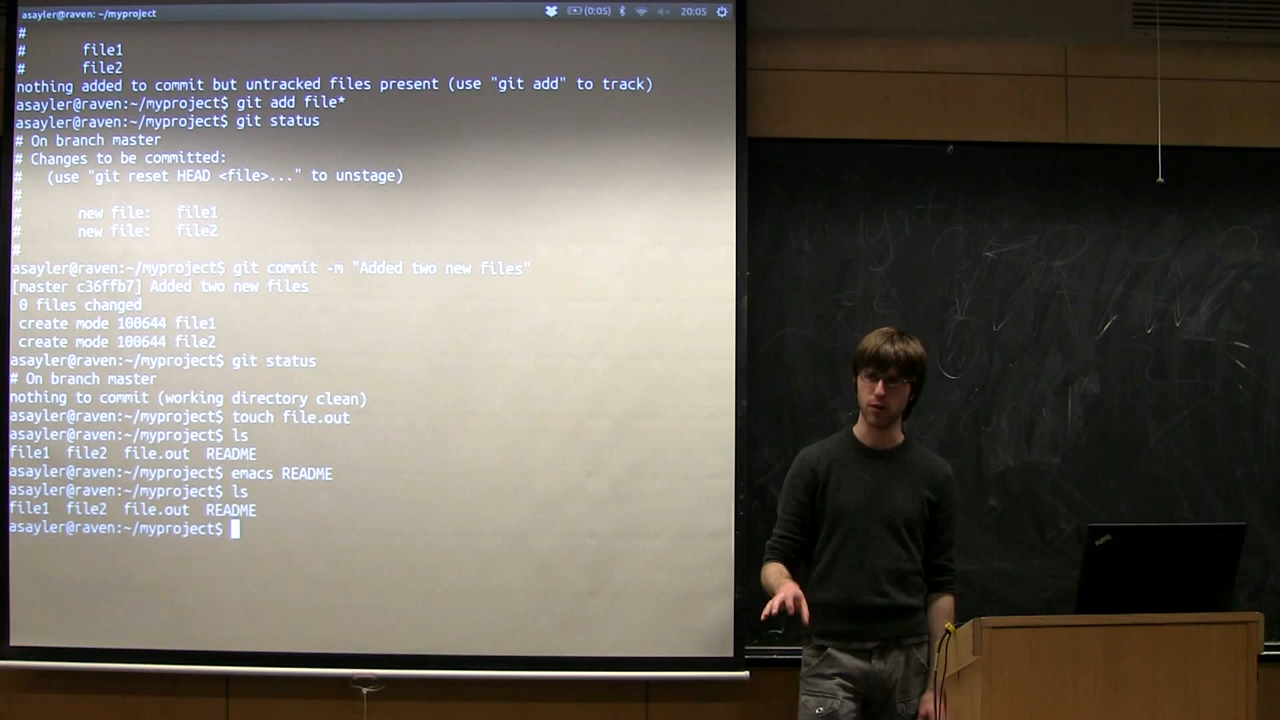 asayler@raven: ~/myproject (0:05) 20:05
#
# file1
# file2
nothing added to commit but untracked files present (use "git add" to track)
asayler@raven:~/myproject$ git add file*
asayler@raven:~/myproject$ git status
# On branch master
# Changes to be committed:
# (use "git reset HEAD <file>..." to unstage)
#
# new file: file1
# new file: file2
#
asayler@raven:~/myproject$ git commit -m "Added two new files"
[master c36ffb7] Added two new files
0 files changed
create mode 100644 file1
create mode 100644 file2
asayler@raven:~/myproject$ git status
# On branch master
nothing to commit (working directory clean)
asayler@raven:~/myproject$ touch file.out
asayler@raven:~/myproject$ ls
file1 file2 file.out README
asayler@raven:~/myproject$ emacs README
asayler@raven:~/myproject$ ls
file1 file2 file.out README
asayler@raven:~/myproject$